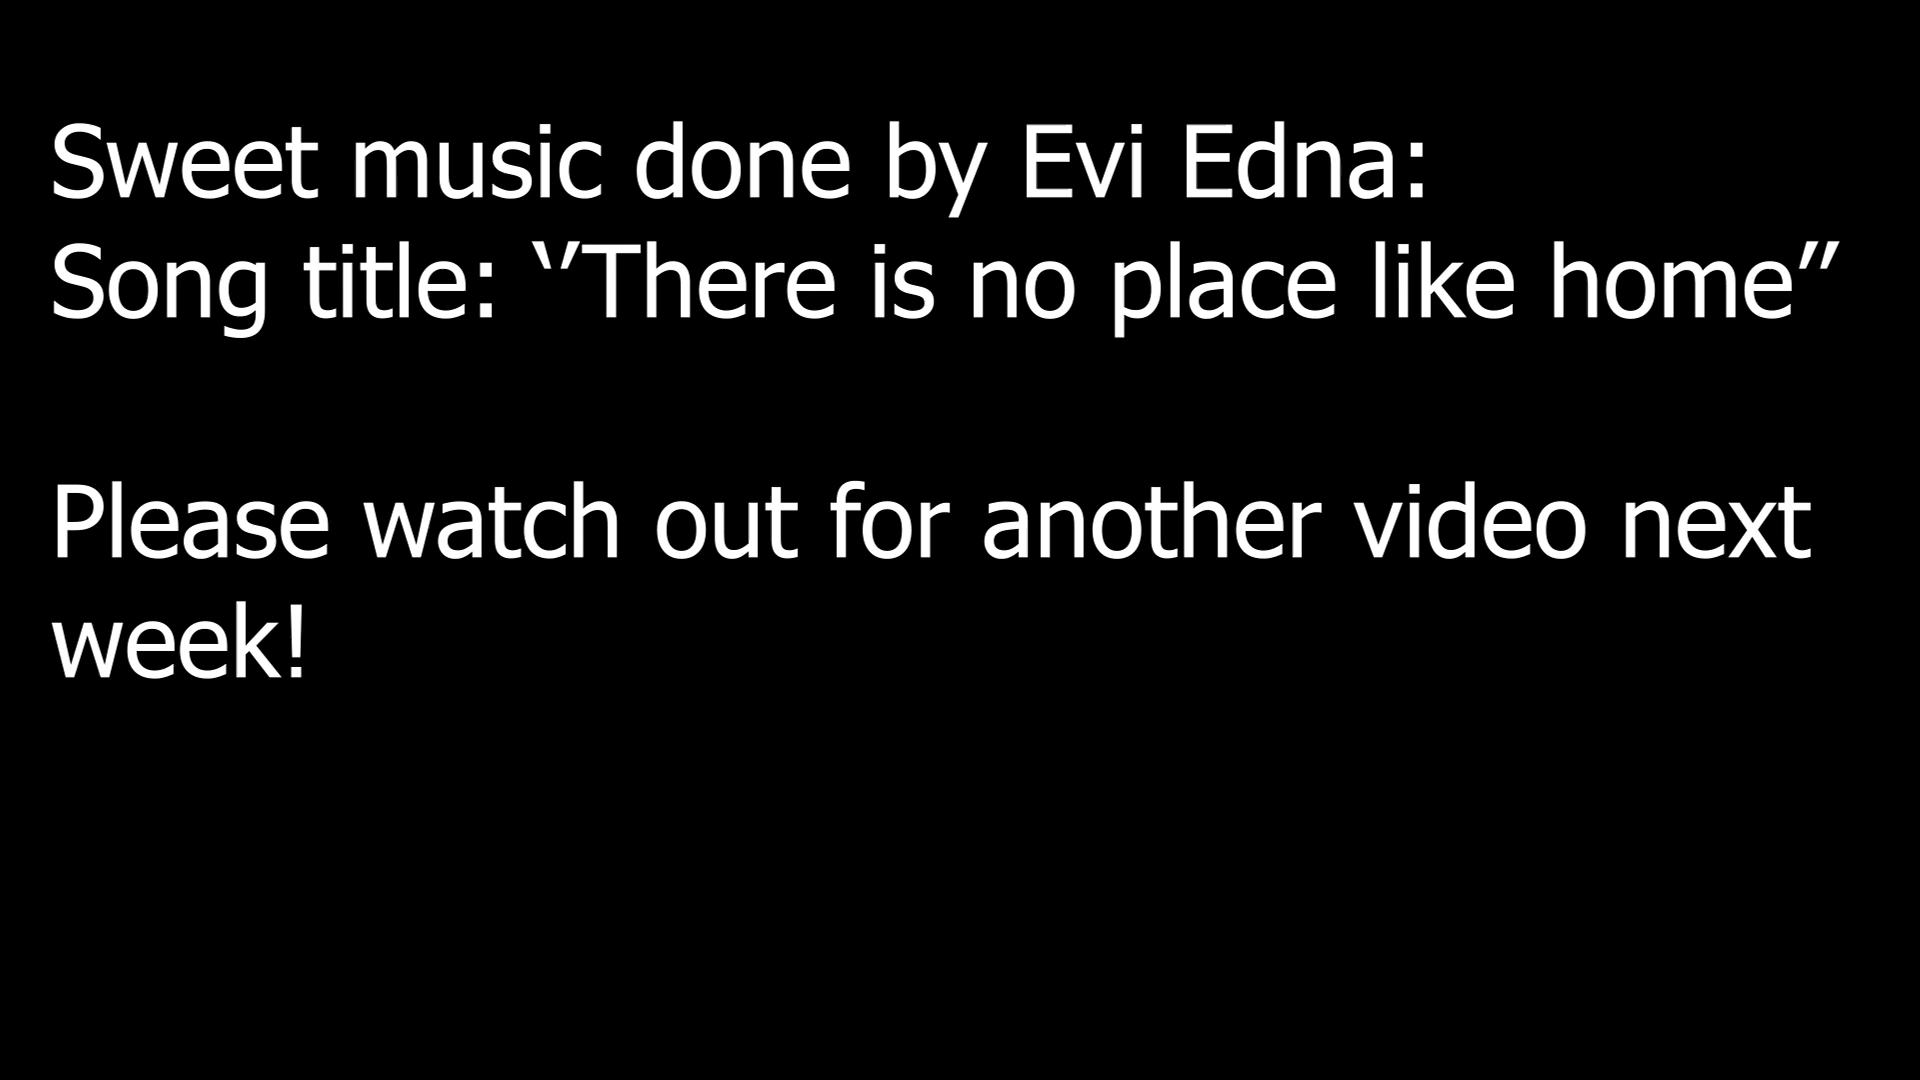 Sweet music done by Evi Edna:
Song title: ‘’There is no place like home’’
Please watch out for another video next
week!